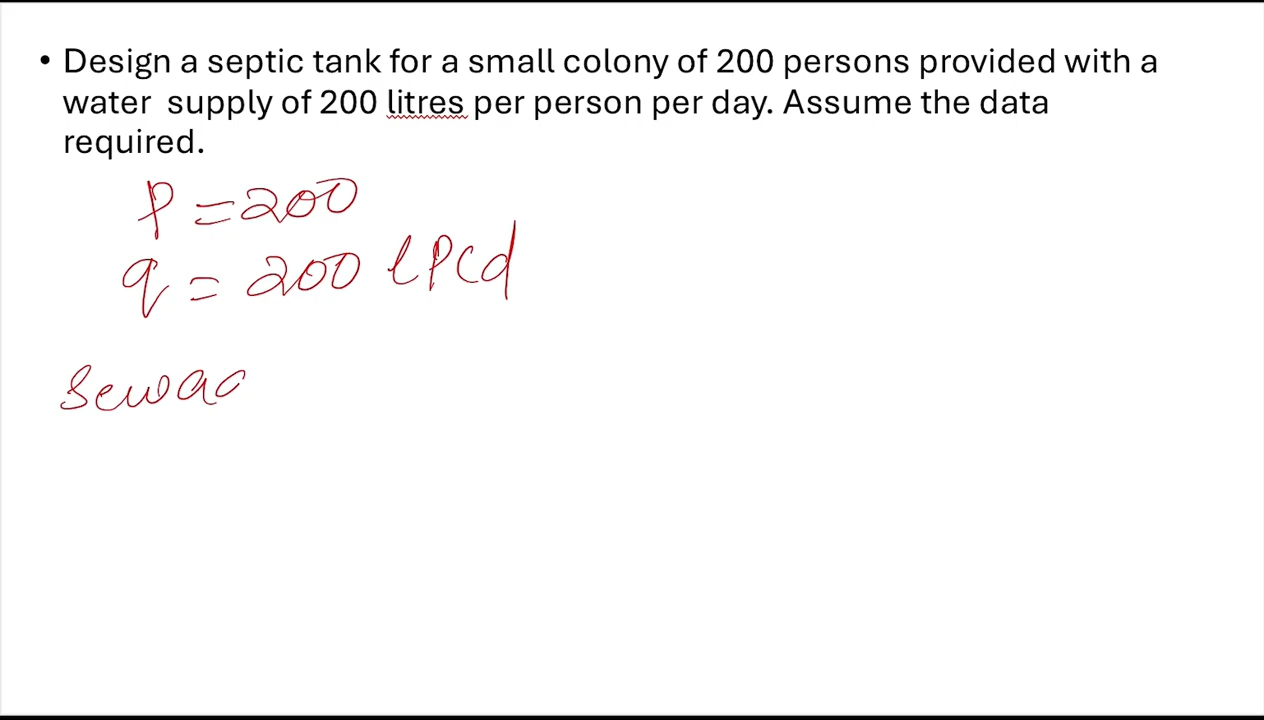 • Design a septic tank for a small colony of 200 persons provided with a
water supply of 200 litres per person per day. Assume the data
required.
P = 200
q = 200 lPcd
Sewag